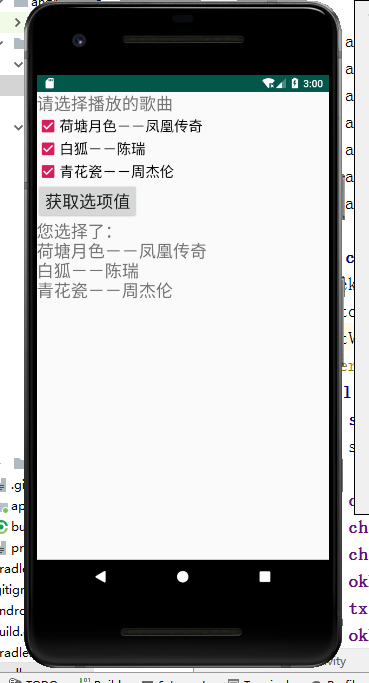 3:00
请选择播放的歌曲
荷塘月色－－凤凰传奇
白狐－－陈瑞
青花瓷－－周杰伦
获取选项值
您选择了：
荷塘月色－－凤凰传奇
白狐－－陈瑞
青花瓷－－周杰伦